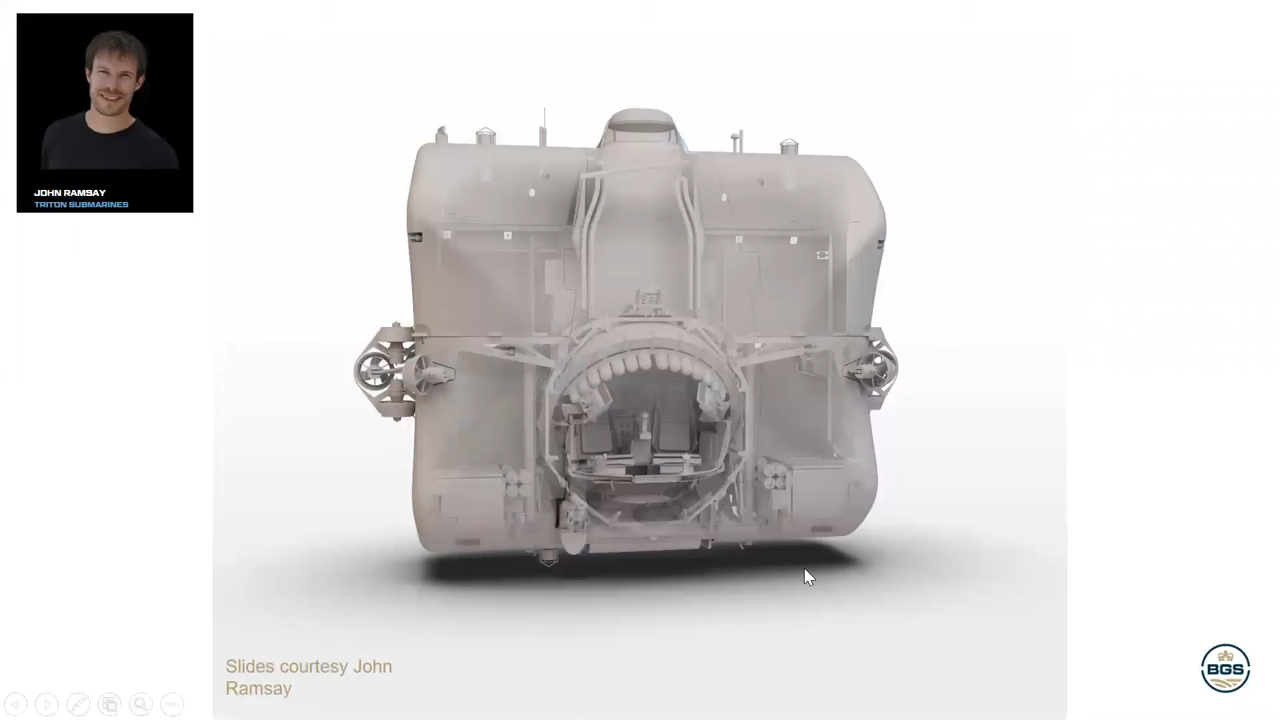 JOHN RAMSAY
TRITON SUBMARINES
Slides courtesy John
Ramsay
BGS